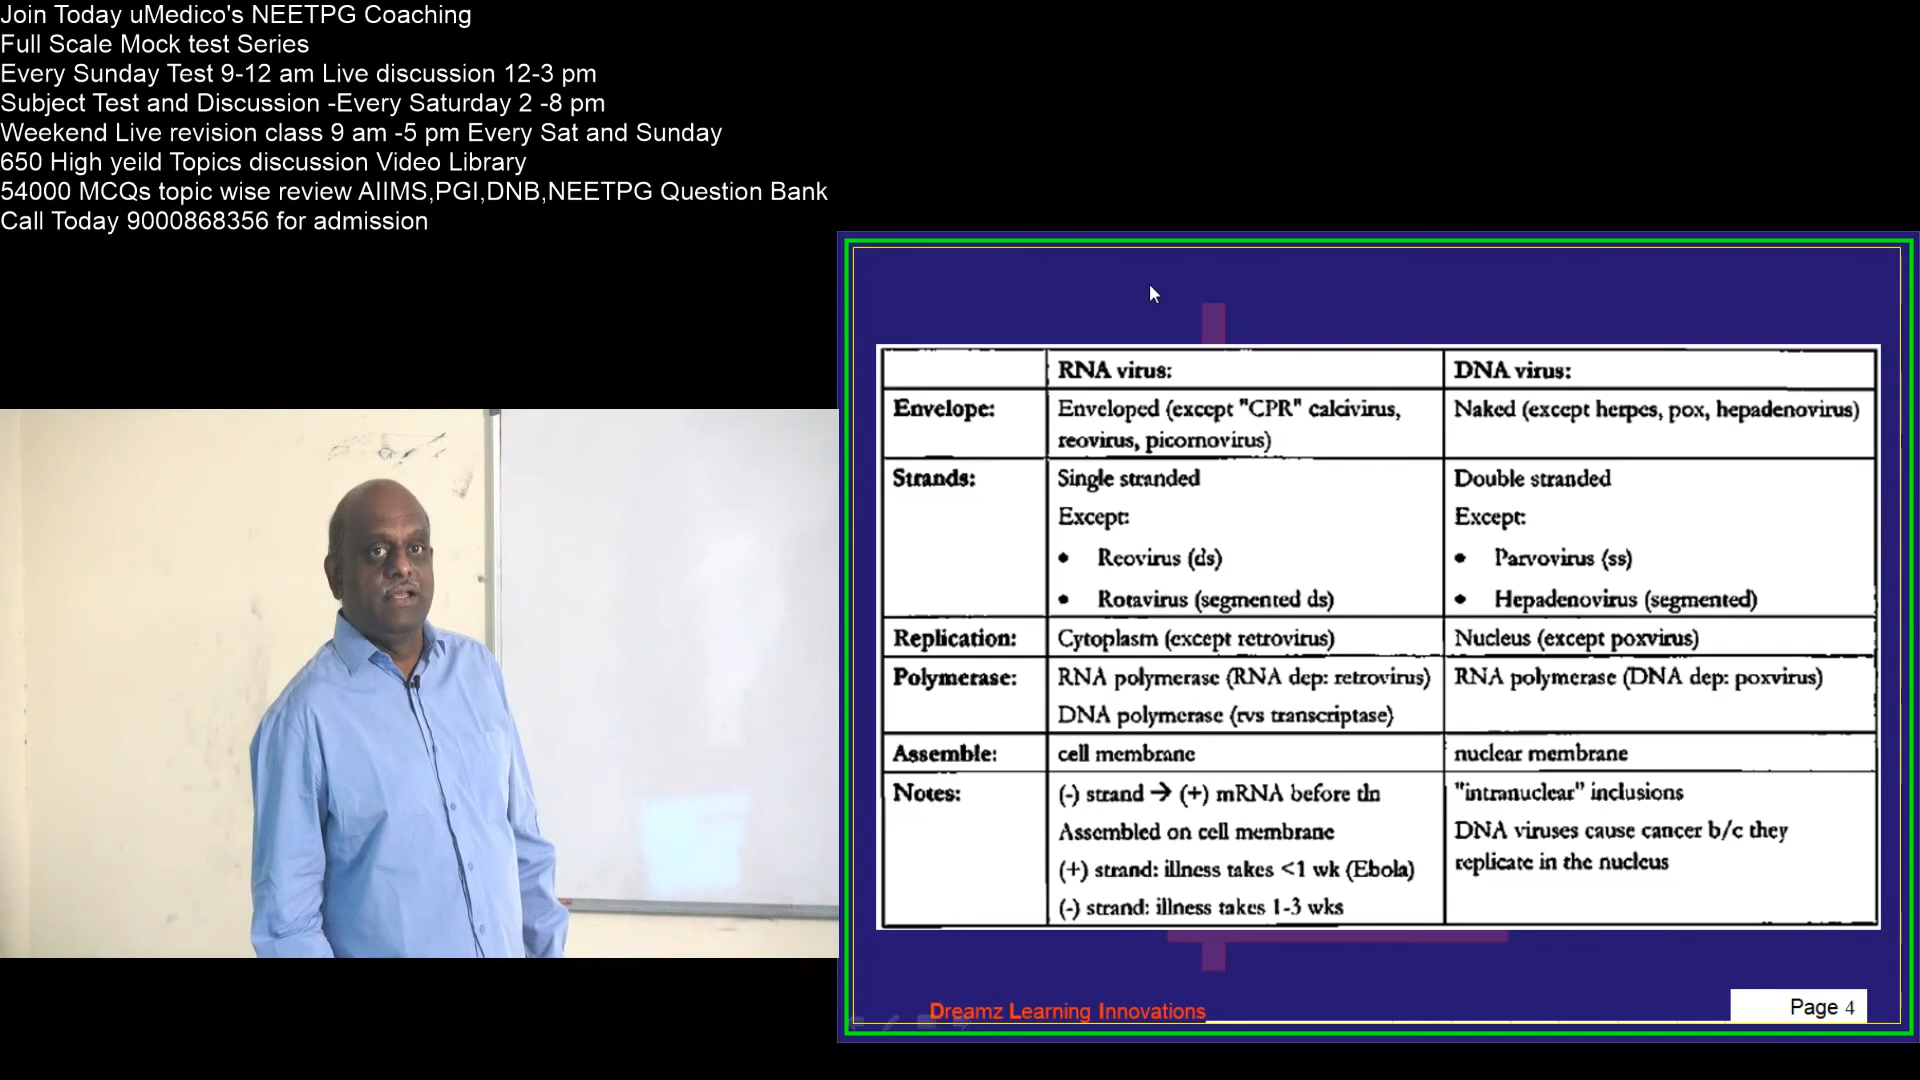 Join Today uMedico's NEETPG Coaching
Full Scale Mock test Series
Every Sunday Test 9-12 am Live discussion 12-3 pm
Subject Test and Discussion -Every Saturday 2 -8 pm
Weekend Live revision class 9 am -5 pm Every Sat and Sunday
650 High yeild Topics discussion Video Library
54000 MCQs topic wise review AIIMS,PGI,DNB,NEETPG Question Bank
Call Today 9000868356 for admission
RNA virus: DNA virus:
Envelope: Enveloped (except "CPR" calcivirus, Naked (except herpes, pox, hepadenovirus)
reovirus, picornovirus)
Strands: Single stranded Double stranded
Except: Except:
• Reovirus (ds) • Parvovirus (ss)
• Rotavirus (segmented ds) • Hepadenovirus (segmented)
Replication: Cytoplasm (except retrovirus) Nucleus (except poxvirus)
Polymerase: RNA polymerase (RNA dep: retrovirus) RNA polymerase (DNA dep: poxvirus)
DNA polymerase (rvs transcriptase)
Assemble: cell membrane nuclear membrane
Notes: (-) strand → (+) mRNA before tln "intranuclear" inclusions
Assembled on cell membrane DNA viruses cause cancer b/c they
(+) strand: illness takes <1 wk (Ebola) replicate in the nucleus
(-) strand: illness takes 1-3 wks
Dreamz Learning Innovations
Page 4